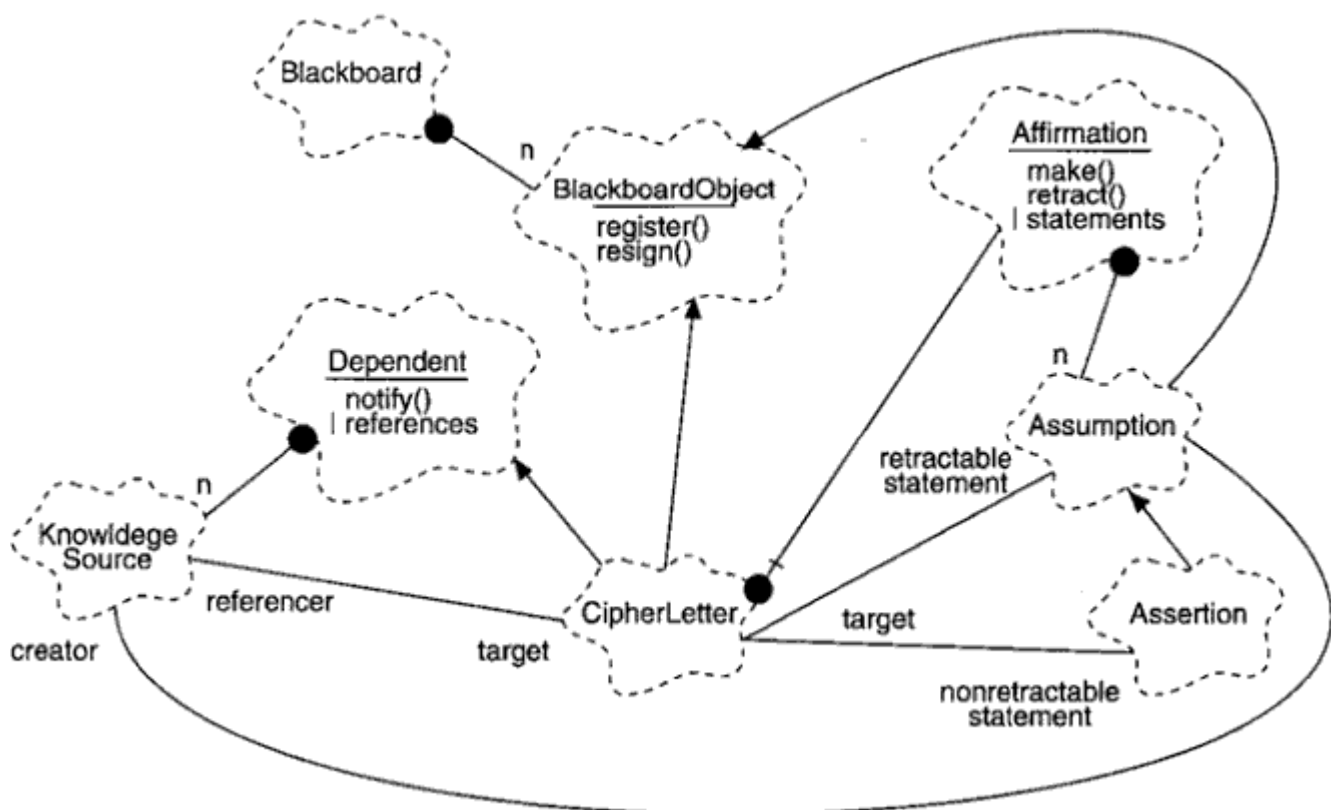 Blackboard
n
BlackboardObject
register()
resign()
Affirmation
make()
retract()
| statements
Dependent
notify()
| references
n
n
Assumption
retractable
statement
Knowldege
Source
referencer
creator
target
CipherLetter
target
Assertion
nonretractable
statement